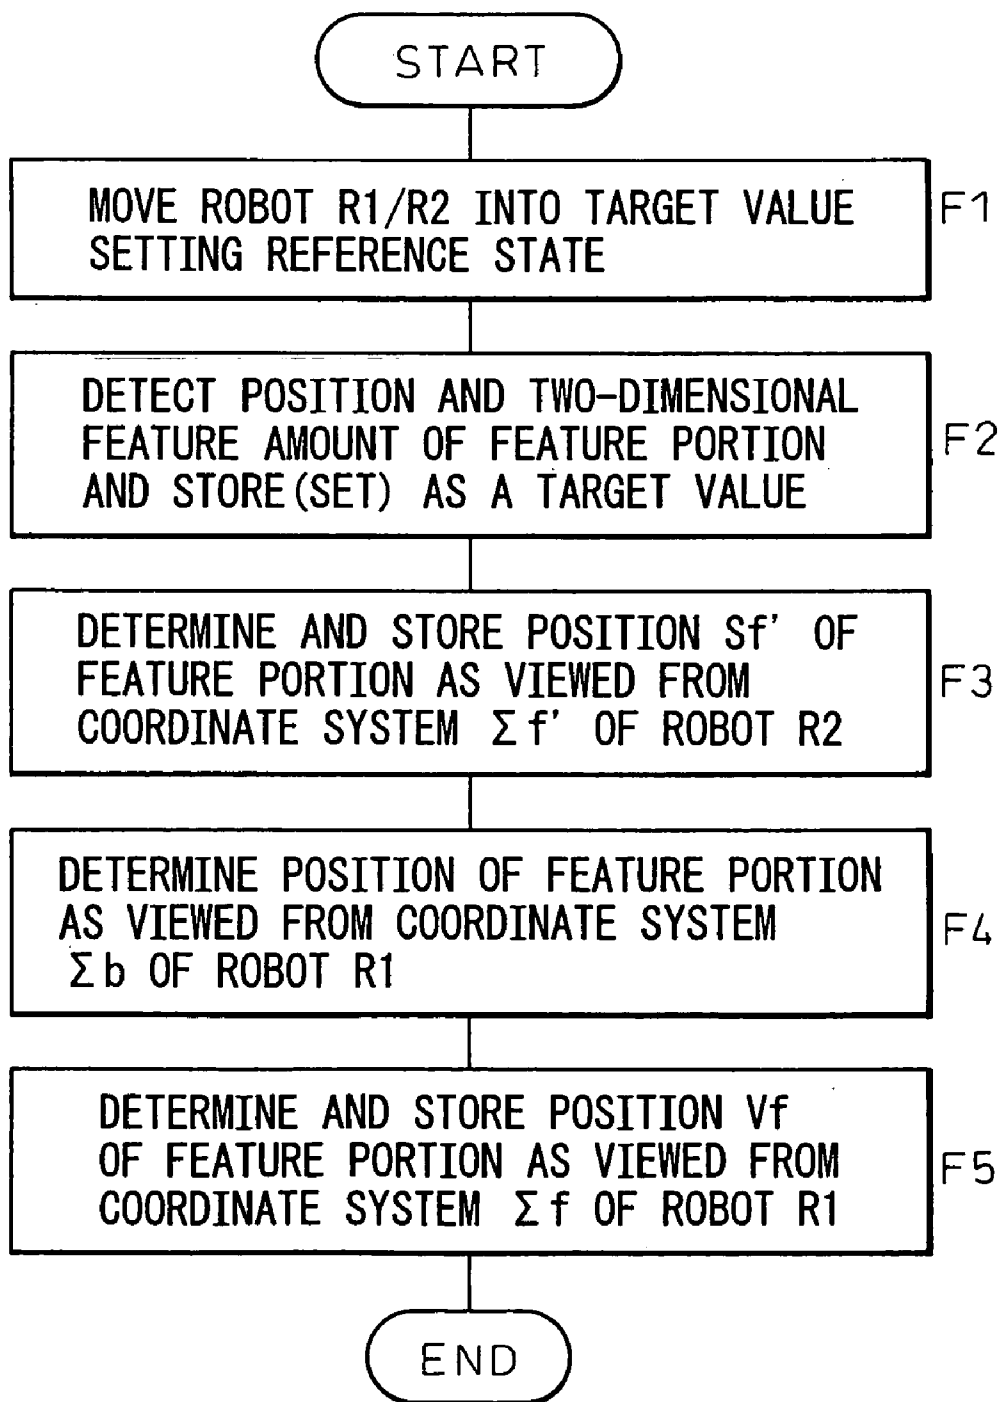 START
MOVE ROBOT R1/R2 INTO TARGET VALUE
SETTING REFERENCE STATE
F1
DETECT POSITION AND TWO-DIMENSIONAL
FEATURE AMOUNT OF FEATURE PORTION
AND STORE(SET) AS A TARGET VALUE
F2
DETERMINE AND STORE POSITION Sf' OF
FEATURE PORTION AS VIEWED FROM
COORDINATE SYSTEM Σf' OF ROBOT R2
F3
DETERMINE POSITION OF FEATURE PORTION
AS VIEWED FROM COORDINATE SYSTEM
Σb OF ROBOT R1
F4
DETERMINE AND STORE POSITION Vf
OF FEATURE PORTION AS VIEWED FROM
COORDINATE SYSTEM Σf OF ROBOT R1
F5
END